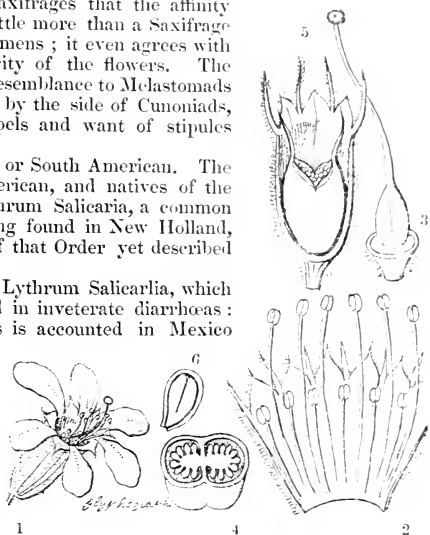 axifrages that the affinity
ttle more than a Saxifrage
mens ; it even agrees with
rity of the flowers. The
esemblance to Melastomads
by the side of Cunoniads,
pels and want of stipules
or South American. The
erican, and natives of the
hrum Salicaria, a common
ng found in New Holland,
f that Order yet described
Lythrum Salicarlia, which
l in inveterate diarrhœas :
s is accounted in Mexico
5
3
6
1
4
2